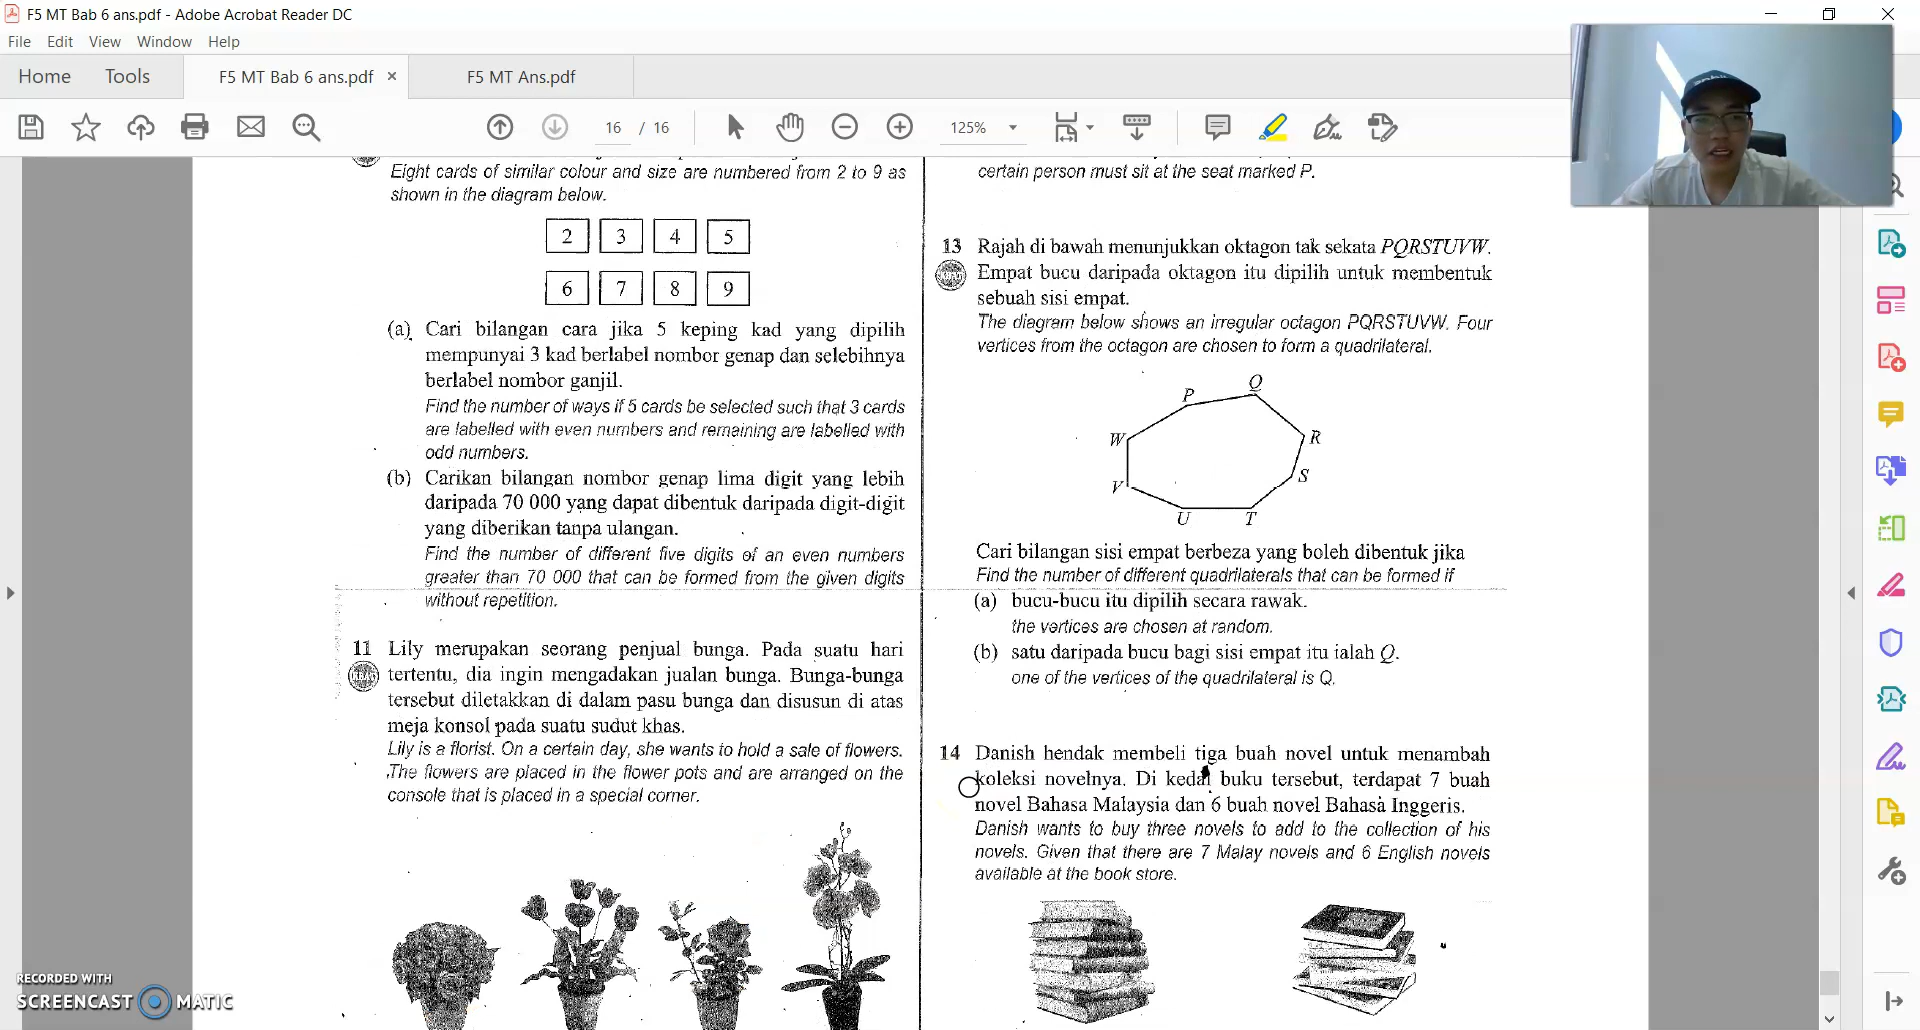 F5 MT Bab 6 ans.pdf - Adobe Acrobat Reader DC
File Edit View Window Help
Home Tools F5 MT Bab 6 ans.pdf × F5 MT Ans.pdf
16 / 16 125%
Eight cards of similar colour and size are numbered from 2 to 9 as
shown in the diagram below.
2 3 4 5
6 7 8 9
(a) Cari bilangan cara jika 5 keping kad yang dipilih
mempunyai 3 kad berlabel nombor genap dan selebihnya
berlabel nombor ganjil.
Find the number of ways if 5 cards be selected such that 3 cards
are labelled with even numbers and remaining are labelled with
odd numbers.
(b) Carikan bilangan nombor genap lima digit yang lebih
daripada 70 000 yang dapat dibentuk daripada digit-digit
yang diberikan tanpa ulangan.
Find the number of different five digits of an even numbers
greater than 70 000 that can be formed from the given digits
without repetition.
11 Lily merupakan seorang penjual bunga. Pada suatu hari
tertentu, dia ingin mengadakan jualan bunga. Bunga-bunga
tersebut diletakkan di dalam pasu bunga dan disusun di atas
meja konsol pada suatu sudut khas.
Lily is a florist. On a certain day, she wants to hold a sale of flowers.
The flowers are placed in the flower pots and are arranged on the
console that is placed in a special corner.
certain person must sit at the seat marked P.
13 Rajah di bawah menunjukkan oktagon tak sekata PQRSTUVW.
Empat bucu daripada oktagon itu dipilih untuk membentuk
sebuah sisi empat.
The diagram below shows an irregular octagon PQRSTUVW. Four
vertices from the octagon are chosen to form a quadrilateral.
Q
P
W R
V S
U T
Cari bilangan sisi empat berbeza yang boleh dibentuk jika
Find the number of different quadrilaterals that can be formed if
(a) bucu-bucu itu dipilih secara rawak.
the vertices are chosen at random.
(b) satu daripada bucu bagi sisi empat itu ialah Q.
one of the vertices of the quadrilateral is Q.
14 Danish hendak membeli tiga buah novel untuk menambah
koleksi novelnya. Di kedai buku tersebut, terdapat 7 buah
novel Bahasa Malaysia dan 6 buah novel Bahasa Inggeris.
Danish wants to buy three novels to add to the collection of his
novels. Given that there are 7 Malay novels and 6 English novels
available at the book store.
RECORDED WITH
SCREENCAST MATIC